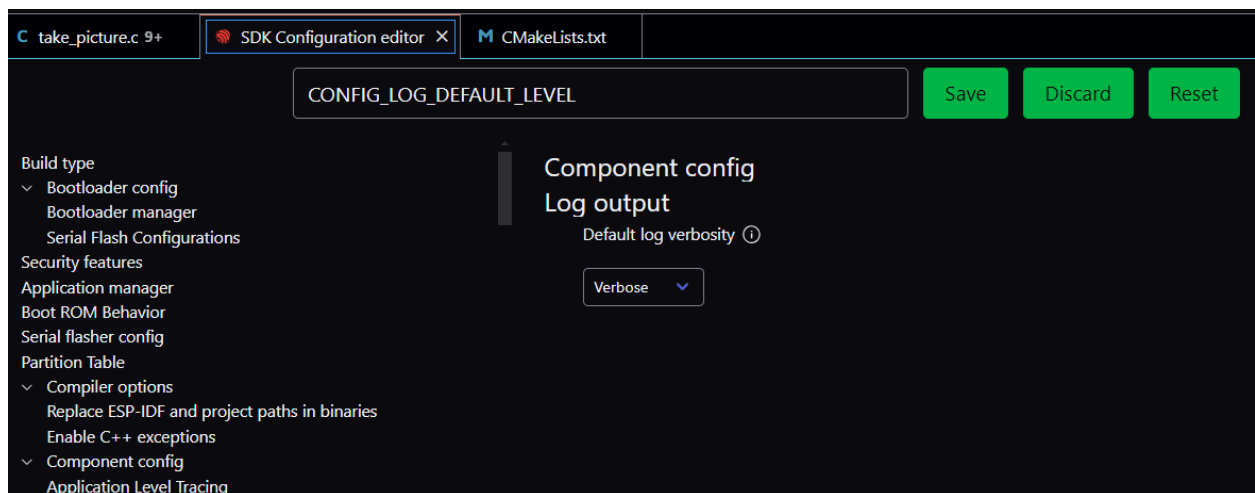 take_picture.c 9+ SDK Configuration editor CMakeLists.txt
CONFIG_LOG_DEFAULT_LEVEL Save Discard Reset
Build type
Bootloader config
Bootloader manager
Serial Flash Configurations
Security features
Application manager
Boot ROM Behavior
Serial flasher config
Partition Table
Compiler options
Replace ESP-IDF and project paths in binaries
Enable C++ exceptions
Component config
Application Level Tracing
Component config
Log output
Default log verbosity
Verbose